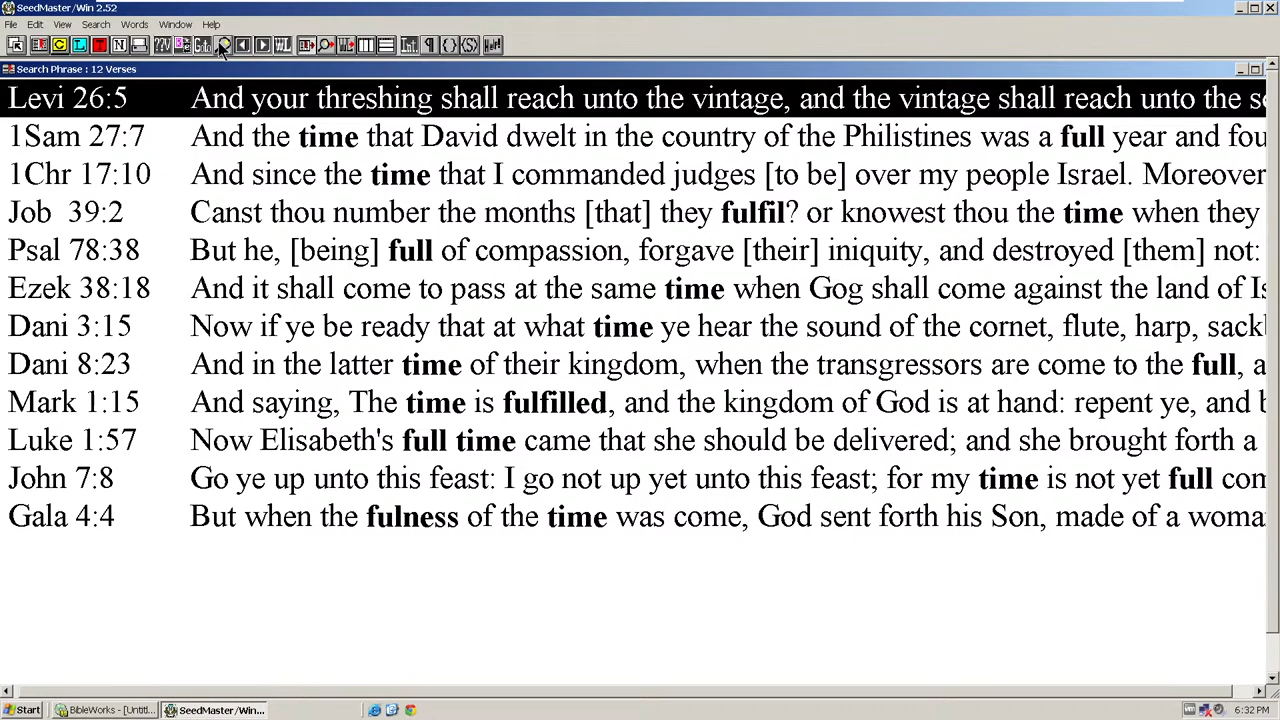 SeedMaster/Win 2.52
File Edit View Search Words Window Help
Goto WL Int. ¶ {} (S)
Search Phrase : 12 Verses
Levi 26:5 And your threshing shall reach unto the vintage, and the vintage shall reach unto the
1Sam 27:7 And the time that David dwelt in the country of the Philistines was a full year and fou
1Chr 17:10 And since the time that I commanded judges [to be] over my people Israel. Moreover
Job 39:2 Canst thou number the months [that] they fulfil? or knowest thou the time when they
Psal 78:38 But he, [being] full of compassion, forgave [their] iniquity, and destroyed [them] not:
Ezek 38:18 And it shall come to pass at the same time when Gog shall come against the land of Is
Dani 3:15 Now if ye be ready that at what time ye hear the sound of the cornet, flute, harp, sackb
Dani 8:23 And in the latter time of their kingdom, when the transgressors are come to the full, a
Mark 1:15 And saying, The time is fulfilled, and the kingdom of God is at hand: repent ye, and b
Luke 1:57 Now Elisabeth's full time came that she should be delivered; and she brought forth a
John 7:8 Go ye up unto this feast: I go not up yet unto this feast; for my time is not yet full com
Gala 4:4 But when the fulness of the time was come, God sent forth his Son, made of a woma
Start BibleWorks - [Untitl... SeedMaster/Win... 6:32 PM